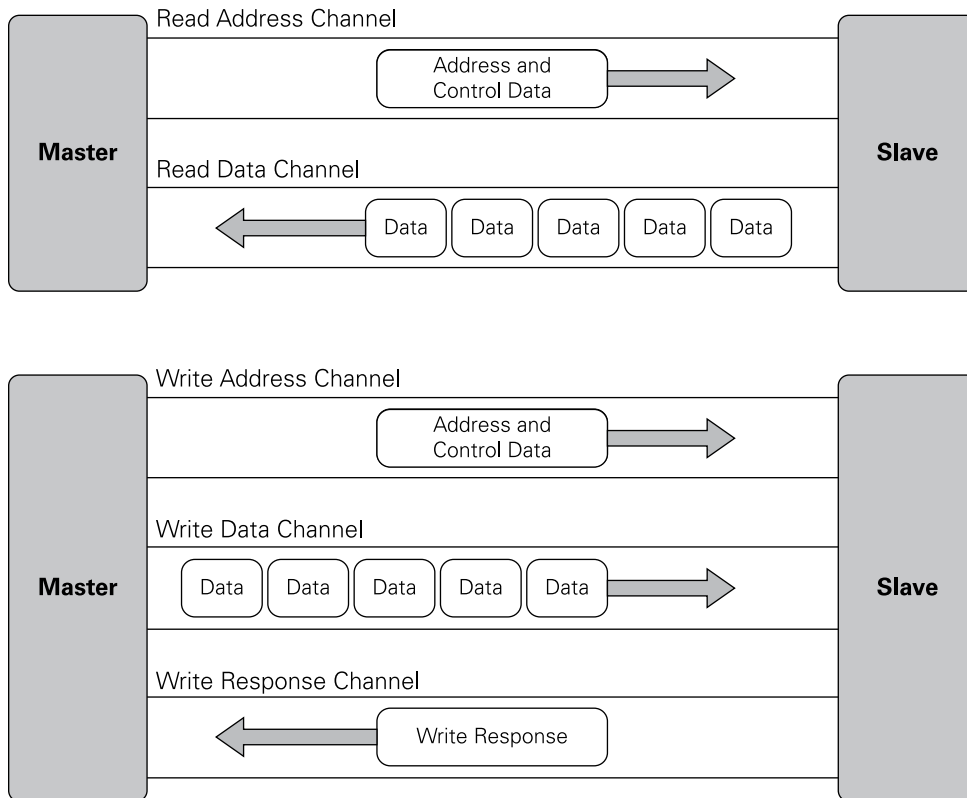 Read Address Channel
Address and
Control Data
Master
Slave
Read Data Channel
Data Data Data Data Data
Write Address Channel
Address and
Control Data
Write Data Channel
Master
Data Data Data Data Data
Slave
Write Response Channel
Write Response